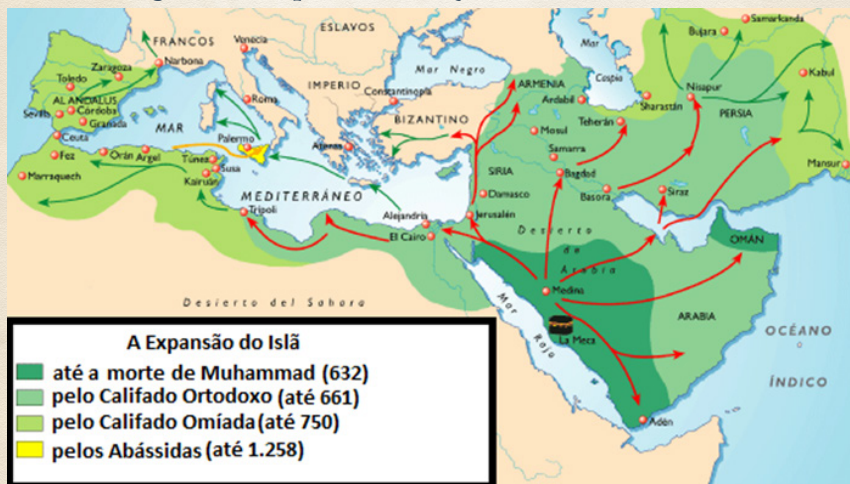 FRANCOS
ESLAVOS
Venecia
Narbona
Zaragoza
Toledo
AL ANDALUS
Córdoba
Sevilla
Granada
Ceuta
Fez
Orán
Argel
Marraquech
MAR
MEDITERRÁNEO
Roma
Palermo
Túnez
Susa
Kairuán
Trípoli
IMPERIO
BIZANTINO
Constantinopla
Atenas
Mar Negro
Mar Caspio
ARMENIA
Ardabil
Mosul
Samarra
SIRIA
Bagdad
Damasco
Jerusalén
Alejandría
El Cairo
Basora
Teherán
Sharastán
Nisapur
PERSIA
Siraz
Bujara
Samarkanda
Kabul
Mansur
Desierto de Arabia
Medina
La Meca
Mar Rojo
OMÁN
ARABIA
Adén
OCÉANO
ÍNDICO
Desierto del Sahara
A Expansão do Islã
até a morte de Muhammad (632)
pelo Califado Ortodoxo (até 661)
pelo Califado Omíada (até 750)
pelos Abássidas (até 1.258)